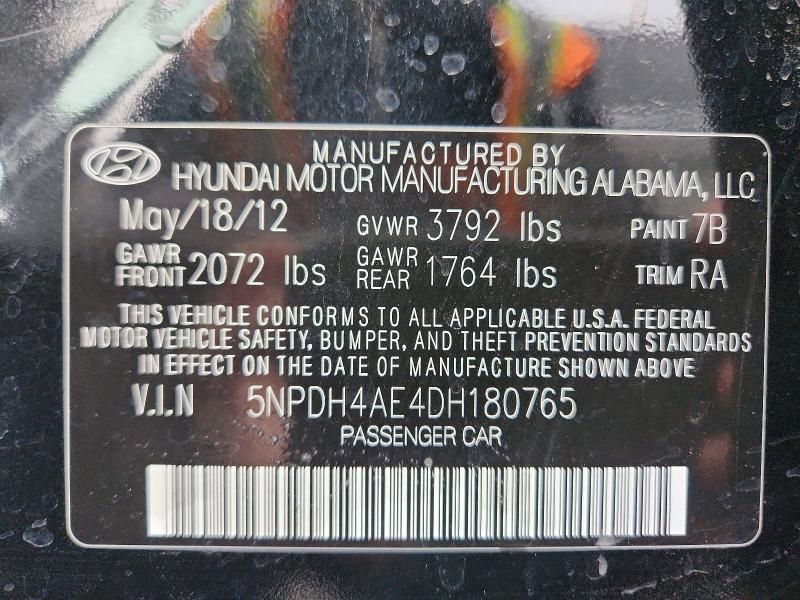 MANUFACTURED BY
HYUNDAI MOTOR MANUFACTURING ALABAMA, LLC
May/18/12 GVWR 3792 lbs PAINT 7B
GAWR FRONT 2072 lbs GAWR REAR 1764 lbs TRIM RA
THIS VEHICLE CONFORMS TO ALL APPLICABLE U.S.A. FEDERAL
MOTOR VEHICLE SAFETY, BUMPER, AND THEFT PREVENTION STANDARDS
IN EFFECT ON THE DATE OF MANUFACTURE SHOWN ABOVE
V.I.N 5NPDH4AE4DH180765
PASSENGER CAR